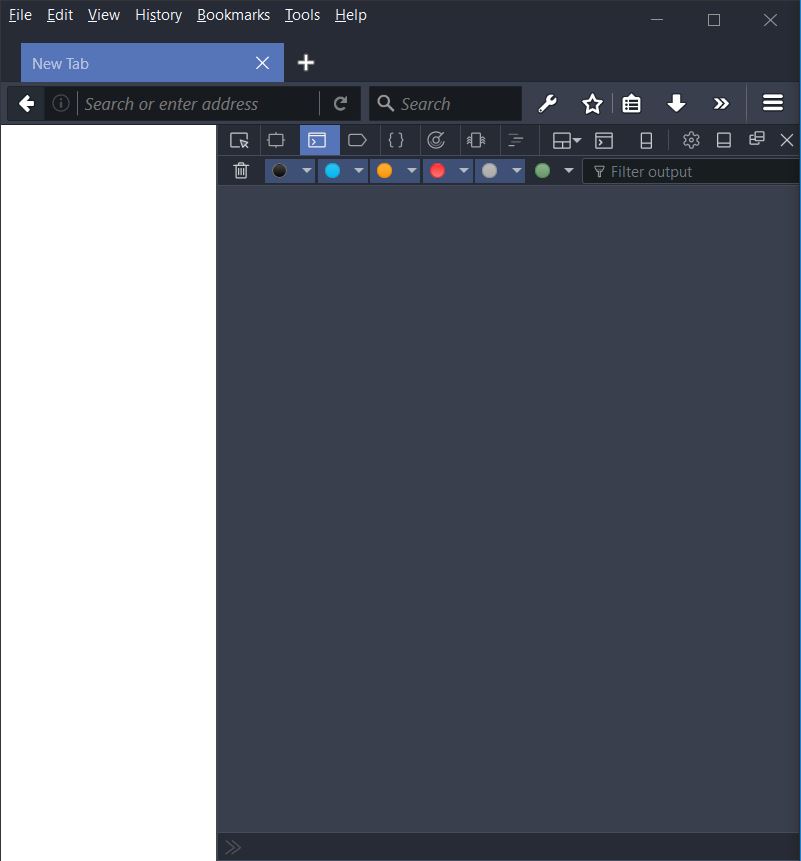 File Edit View History Bookmarks Tools Help
New Tab
Search or enter address Search
Filter output